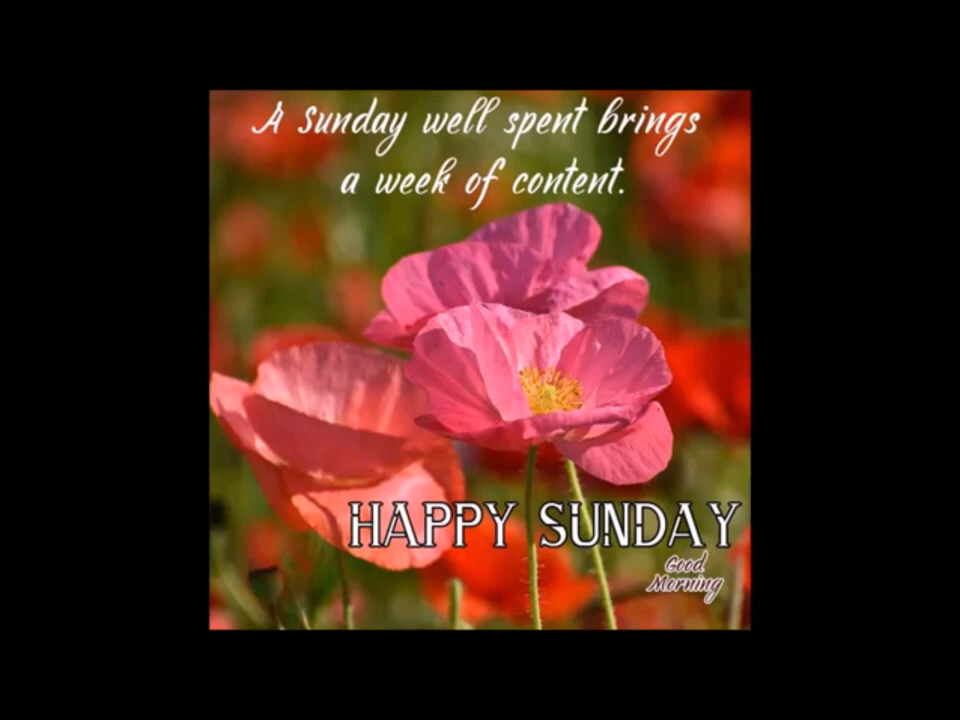 A Sunday well spent brings
a week of content.
HAPPY SUNDAY
Good
Morning